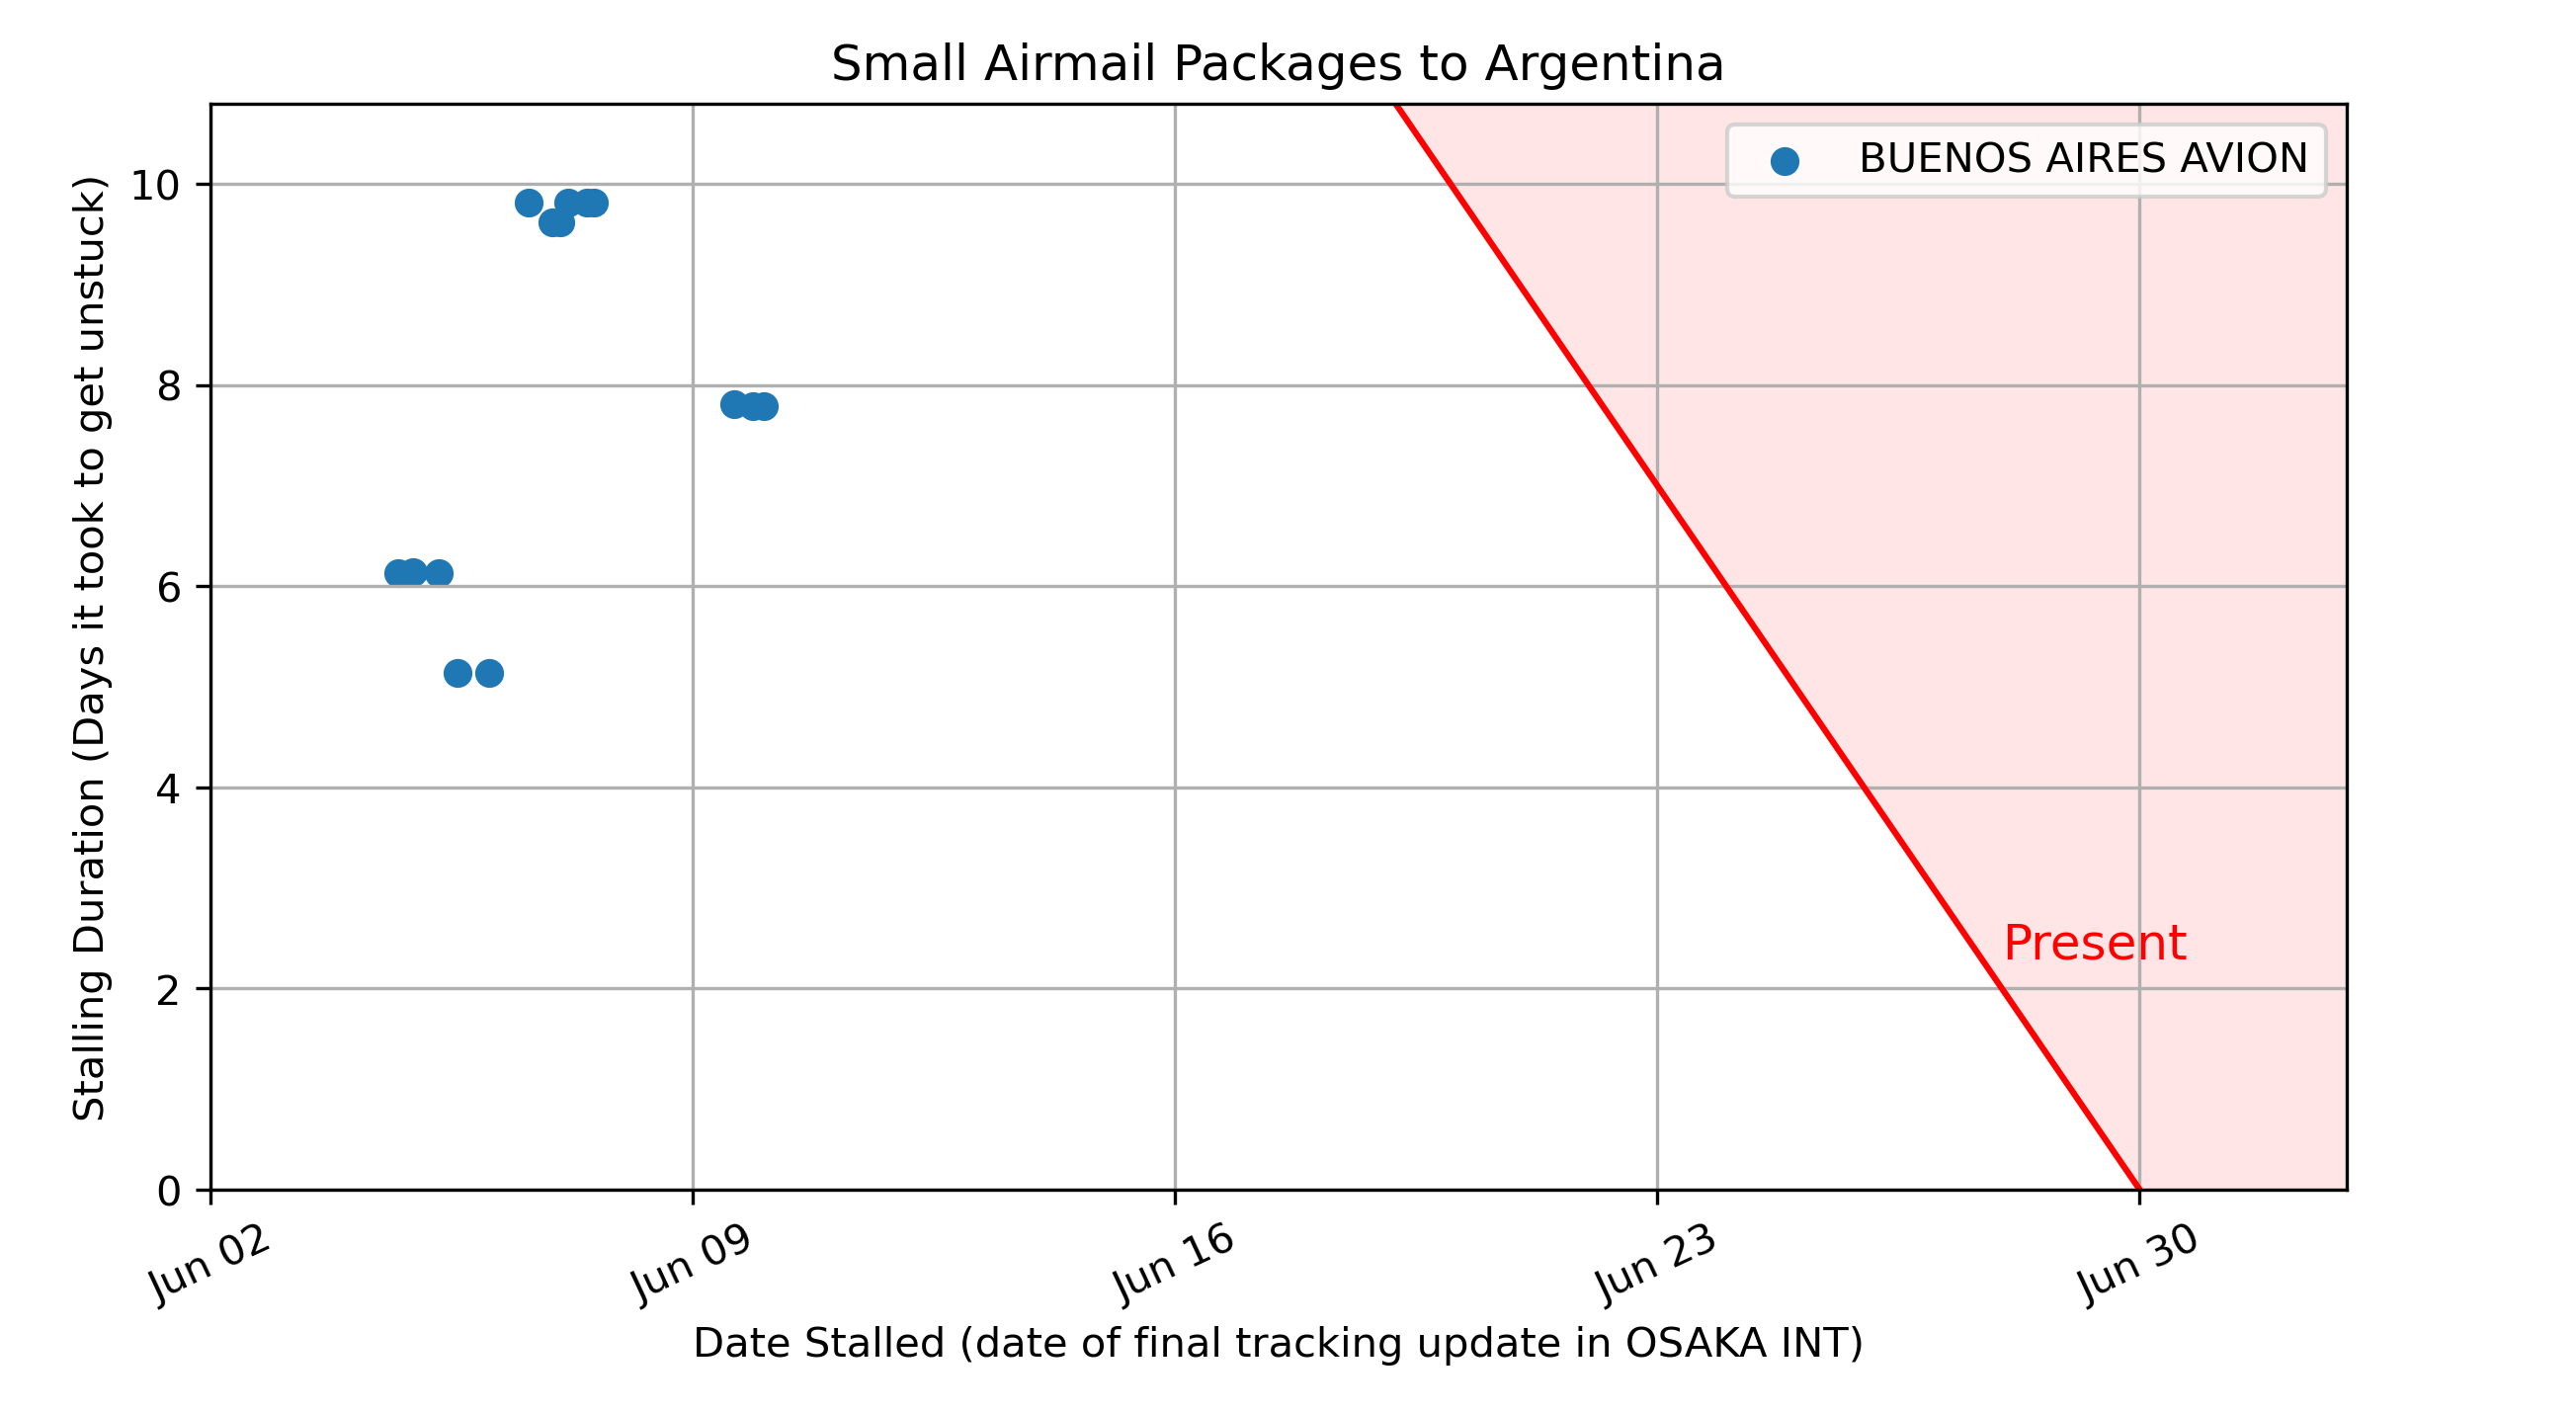 Small Airmail Packages to Argentina
BUENOS AIRES AVION
Stalling Duration (Days it took to get unstuck)
10
8
6
4
2
0
Present
Jun 02
Jun 09
Jun 16
Jun 23
Jun 30
Date Stalled (date of final tracking update in OSAKA INT)